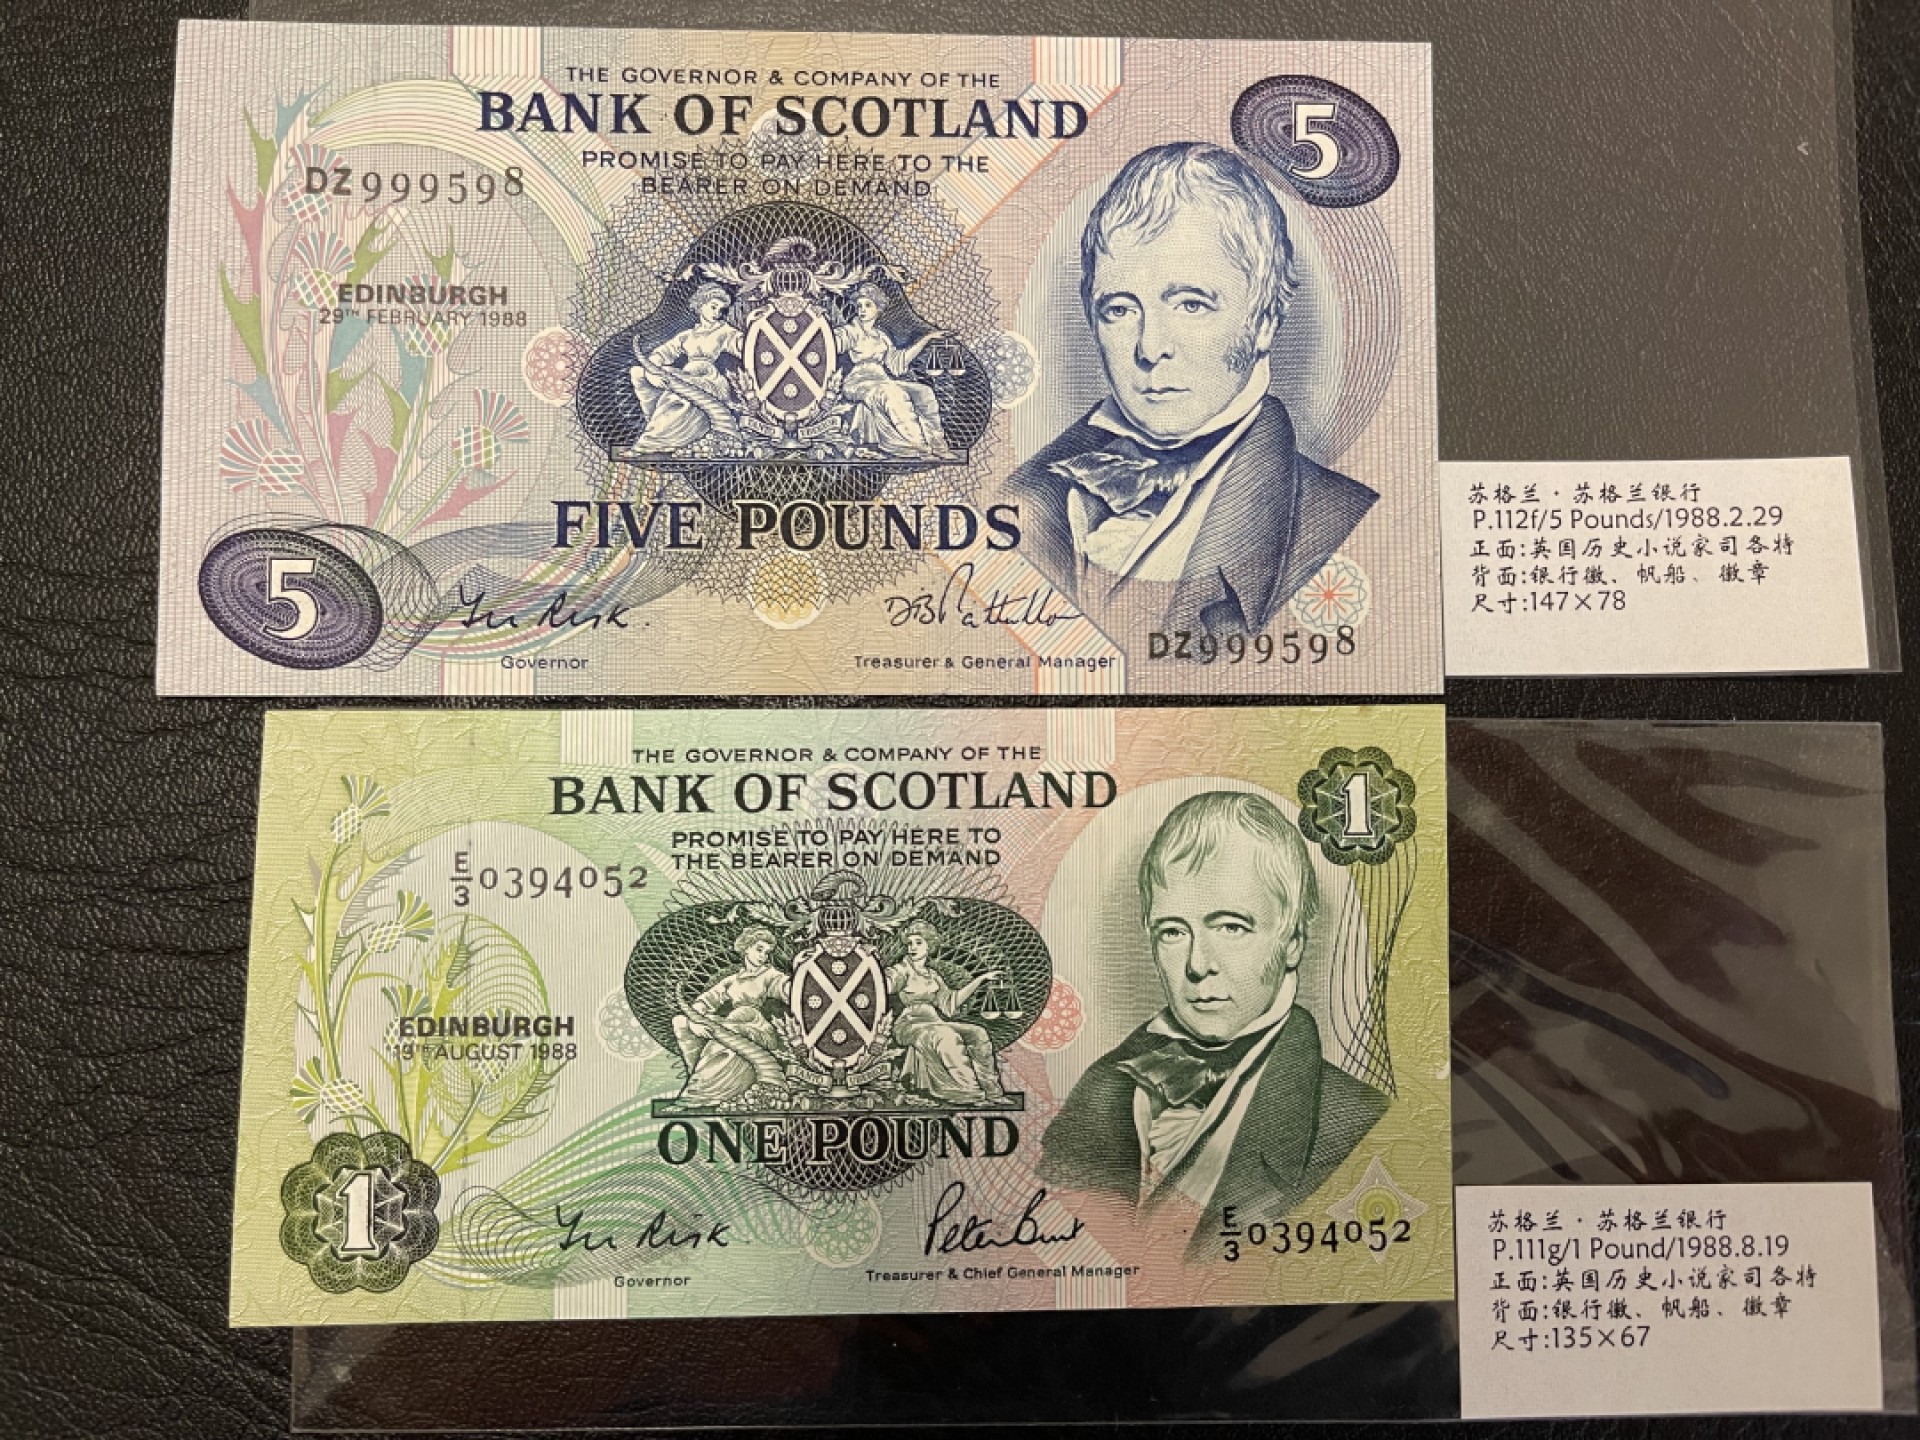 THE GOVERNOR & COMPANY OF THE
BANK OF SCOTLAND
PROMISE TO PAY HERE TO THE
BEARER ON DEMAND
5
DZ999598
EDINBURGH
29TH FEBRUARY 1988
FIVE POUNDS
5
Governor
Treasurer & General Manager
DZ999598
苏格兰·苏格兰银行
P.112f/5 Pounds/1988.2.29
正面:英国历史小说家司各特
背面:银行徽、帆船、徽章
尺寸:147×78
THE GOVERNOR & COMPANY OF THE
BANK OF SCOTLAND
PROMISE TO PAY HERE TO
THE BEARER ON DEMAND
1
E/3 0394052
EDINBURGH
19TH AUGUST 1988
ONE POUND
1
Governor
Treasurer & Chief General Manager
E/3 0394052
苏格兰·苏格兰银行
P.111g/1 Pound/1988.8.19
正面:英国历史小说家司各特
背面:银行徽、帆船、徽章
尺寸:135×67